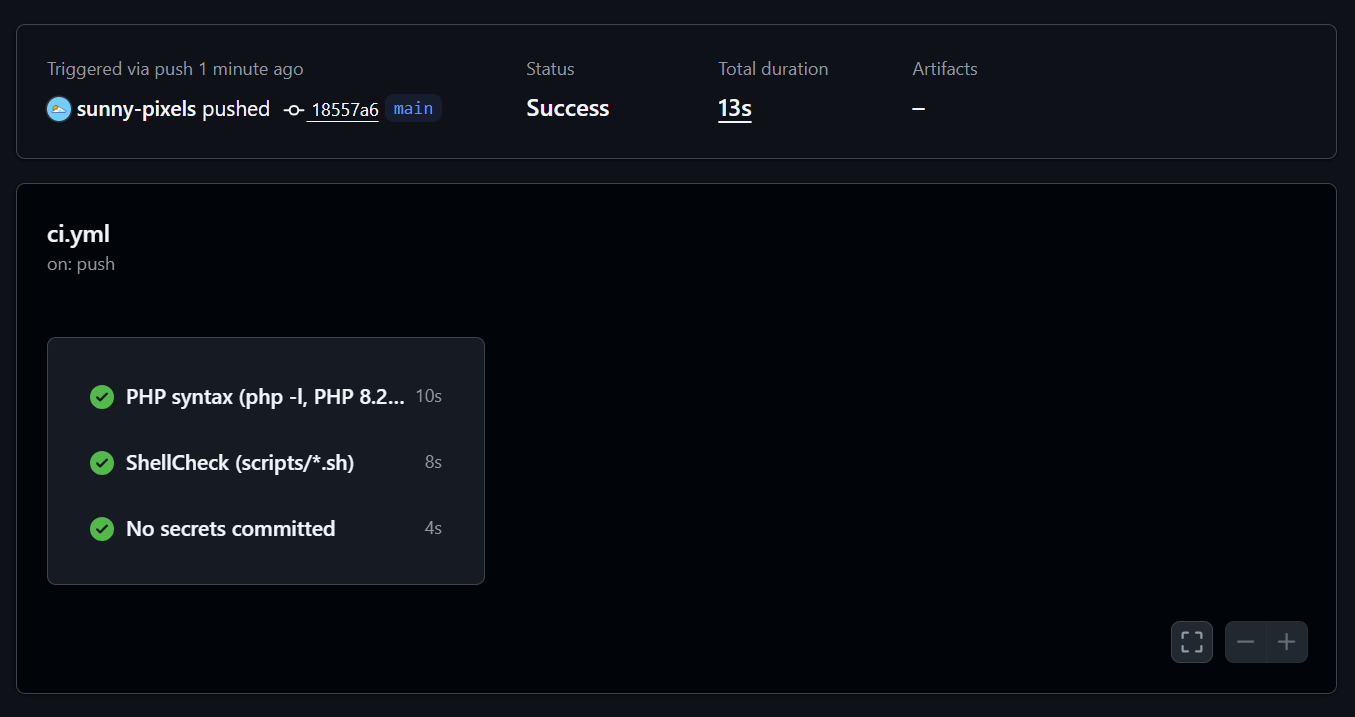 Triggered via push 1 minute ago
sunny-pixels pushed 18557a6 main
Status
Success
Total duration
13s
Artifacts
–
ci.yml
on: push
PHP syntax (php -l, PHP 8.2... 10s
ShellCheck (scripts/*.sh) 8s
No secrets committed 4s